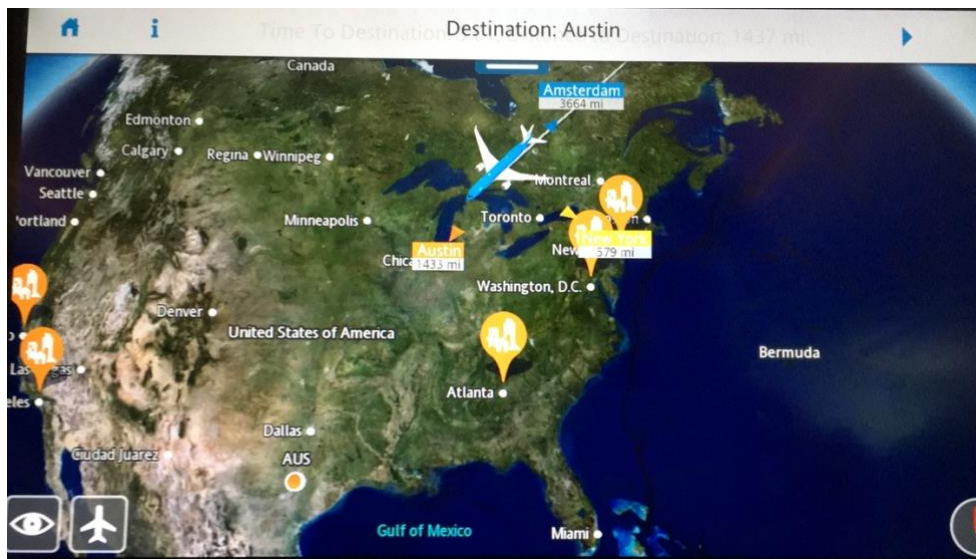 Destination: Austin
Canada
Amsterdam
3664 mi
Edmonton
Calgary
Regina
Winnipeg
Vancouver
Montreal
Seattle
Toronto
Minneapolis
Austin
1433 mi
New York
579 mi
Washington, D.C.
Denver
United States of America
Bermuda
Atlanta
Dallas
AUS
Ciudad Juarez
Gulf of Mexico
Miami